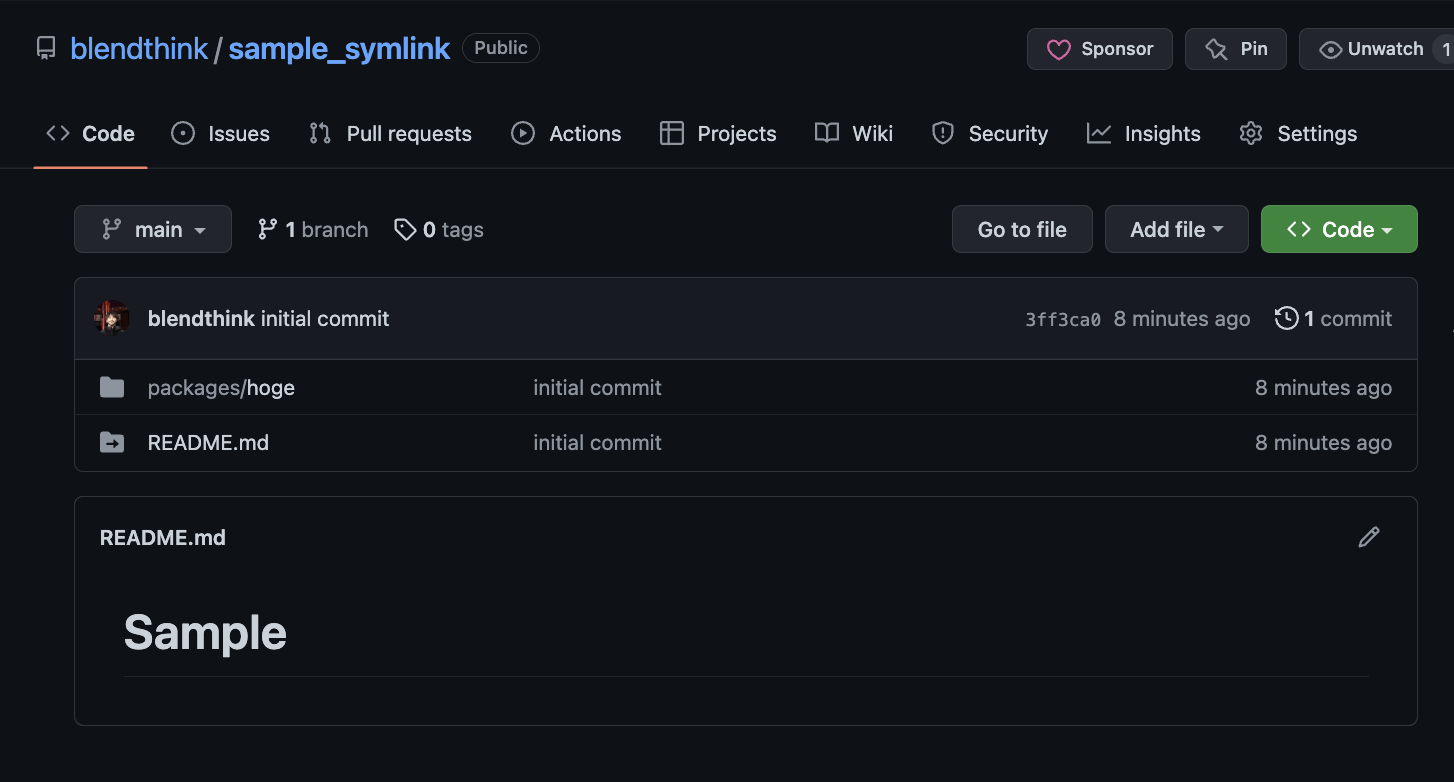 blendthink / sample_symlink Public Sponsor Pin Unwatch 1
Code Issues Pull requests Actions Projects Wiki Security Insights Settings
main 1 branch 0 tags Go to file Add file Code
blendthink initial commit 3ff3ca0 8 minutes ago 1 commit
packages/hoge initial commit 8 minutes ago
README.md initial commit 8 minutes ago
README.md
Sample